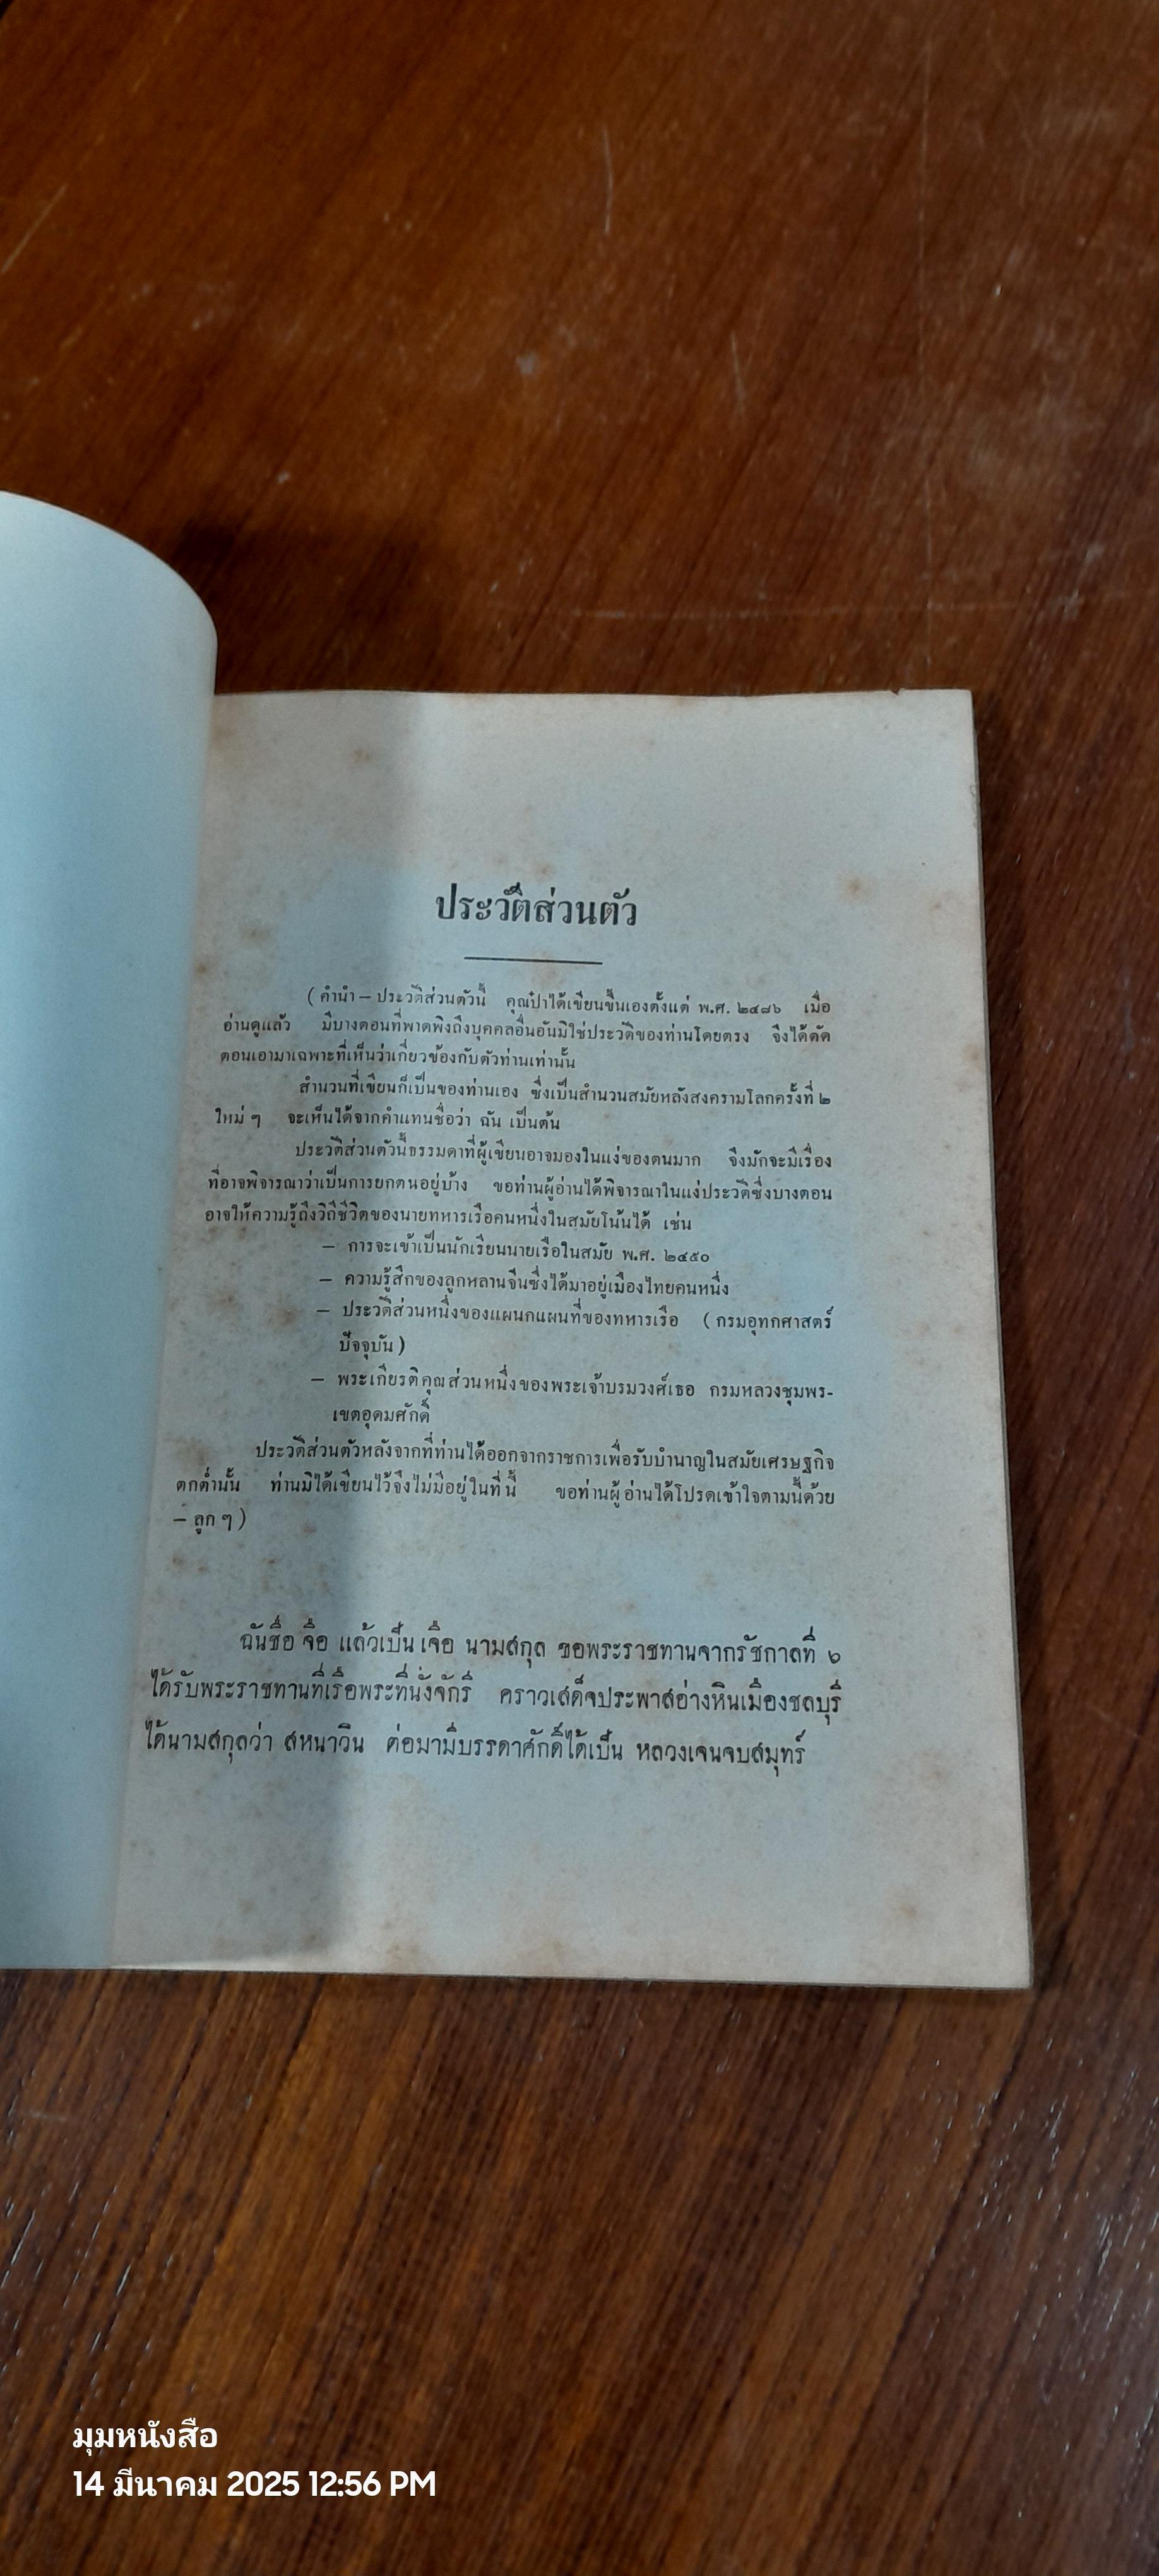 ประวัติส่วนตัว
( คำนำ – ประวัติส่วนตัวนี้ คุณป๋าได้เขียนขึ้นเองตั้งแต่ พ.ศ. ๒๔๘๖ เมื่อ
อ่านดูแล้ว มีบางตอนที่พาดพิงถึงบุคคลอื่นอันมิใช่ประวัติของท่านโดยตรง จึงได้ตัด
ตอนเอามาเฉพาะที่เห็นว่าเกี่ยวข้องกับตัวท่านเท่านั้น
สำนวนที่เขียนก็เป็นของท่านเอง ซึ่งเป็นสำนวนสมัยหลังสงครามโลกครั้งที่ ๒
ใหม่ ๆ จะเห็นได้จากคำแทนชื่อว่า ฉัน เป็นต้น
ประวัติส่วนตัวนี้ธรรมดาที่ผู้เขียนอาจมองในแง่ของตนมาก จึงมักจะมีเรื่อง
ที่อาจพิจารณาว่าเป็นการยกตนอยู่บ้าง ขอท่านผู้อ่านได้พิจารณาในแง่ประวัติซึ่งบางตอน
อาจให้ความรู้ถึงวิถีชีวิตของนายทหารเรือคนหนึ่งในสมัยโน้นได้ เช่น
– การจะเข้าเป็นนักเรียนนายเรือในสมัย พ.ศ. ๒๔๕๐
– ความรู้สึกของลูกหลานจีนซึ่งได้มาอยู่เมืองไทยคนหนึ่ง
– ประวัติส่วนหนึ่งของแผนกแผนที่ของทหารเรือ ( กรมอุทกศาสตร์
ปัจจุบัน )
– พระเกียรติคุณส่วนหนึ่งของพระเจ้าบรมวงศ์เธอ กรมหลวงชุมพร-
เขตอุดมศักดิ์
ประวัติส่วนตัวหลังจากที่ท่านได้ออกจากราชการเพื่อรับบำนาญในสมัยเศรษฐกิจ
ตกต่ำนั้น ท่านมิได้เขียนไว้จึงไม่มีอยู่ในที่นี้ ขอท่านผู้อ่านได้โปรดเข้าใจตามนี้ด้วย
– ลูก ๆ )
ฉันชื่อ จือ แล้วเป็น เจือ นามสกุล ขอพระราชทานจากรัชกาลที่ ๖
ได้รับพระราชทานที่เรือพระที่นั่งจักรี คราวเสด็จประพาสอ่างหินเมืองชลบุรี
ได้นามสกุลว่า สหนาวิน ต่อมามีบรรดาศักดิ์ได้เป็น หลวงเจนจบสมุทร์
มุมหนังสือ
14 มีนาคม 2025 12:56 PM